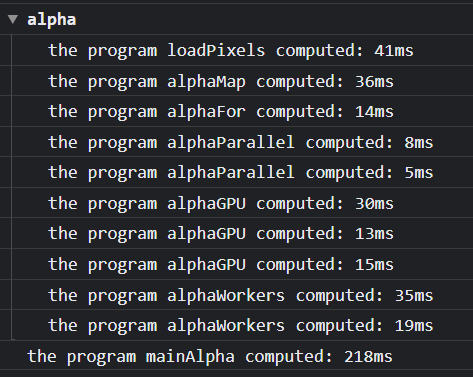 alpha
the program loadPixels computed: 41ms
the program alphaMap computed: 36ms
the program alphaFor computed: 14ms
the program alphaParallel computed: 8ms
the program alphaParallel computed: 5ms
the program alphaGPU computed: 30ms
the program alphaGPU computed: 13ms
the program alphaGPU computed: 15ms
the program alphaWorkers computed: 35ms
the program alphaWorkers computed: 19ms
the program mainAlpha computed: 218ms